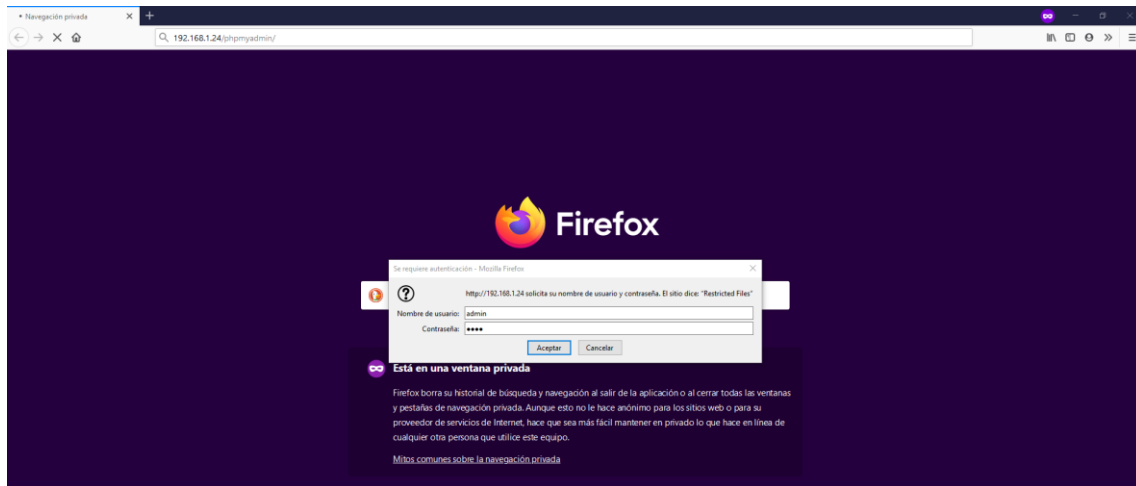 Navegación privada
192.168.1.24/phpmyadmin/
Firefox
Se requiere autenticación - Mozilla Firefox
http://192.168.1.24 solicita su nombre de usuario y contraseña. El sitio dice: "Restricted Files"
Nombre de usuario: admin
Contraseña: ●●●●
Aceptar Cancelar
Está en una ventana privada
Firefox borra su historial de búsqueda y navegación al salir de la aplicación o al cerrar todas las ventanas
y pestañas de navegación privada. Aunque esto no le hace anónimo para los sitios web o para su
proveedor de servicios de Internet, hace que sea más fácil mantener en privado lo que hace en línea de
cualquier otra persona que utilice este equipo.
Mitos comunes sobre la navegación privada